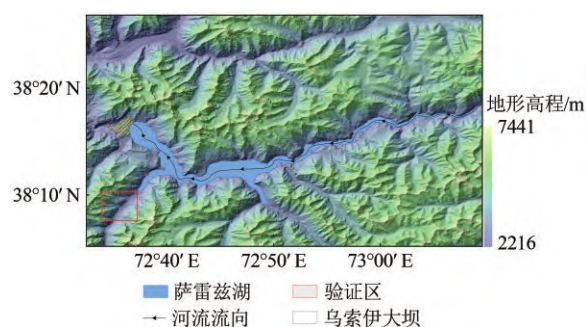 38°20′ N
38°10′ N
72°40′ E
72°50′ E
73°00′ E
地形高程/m
7441
2216
萨雷兹湖
验证区
河流流向
乌索伊大坝